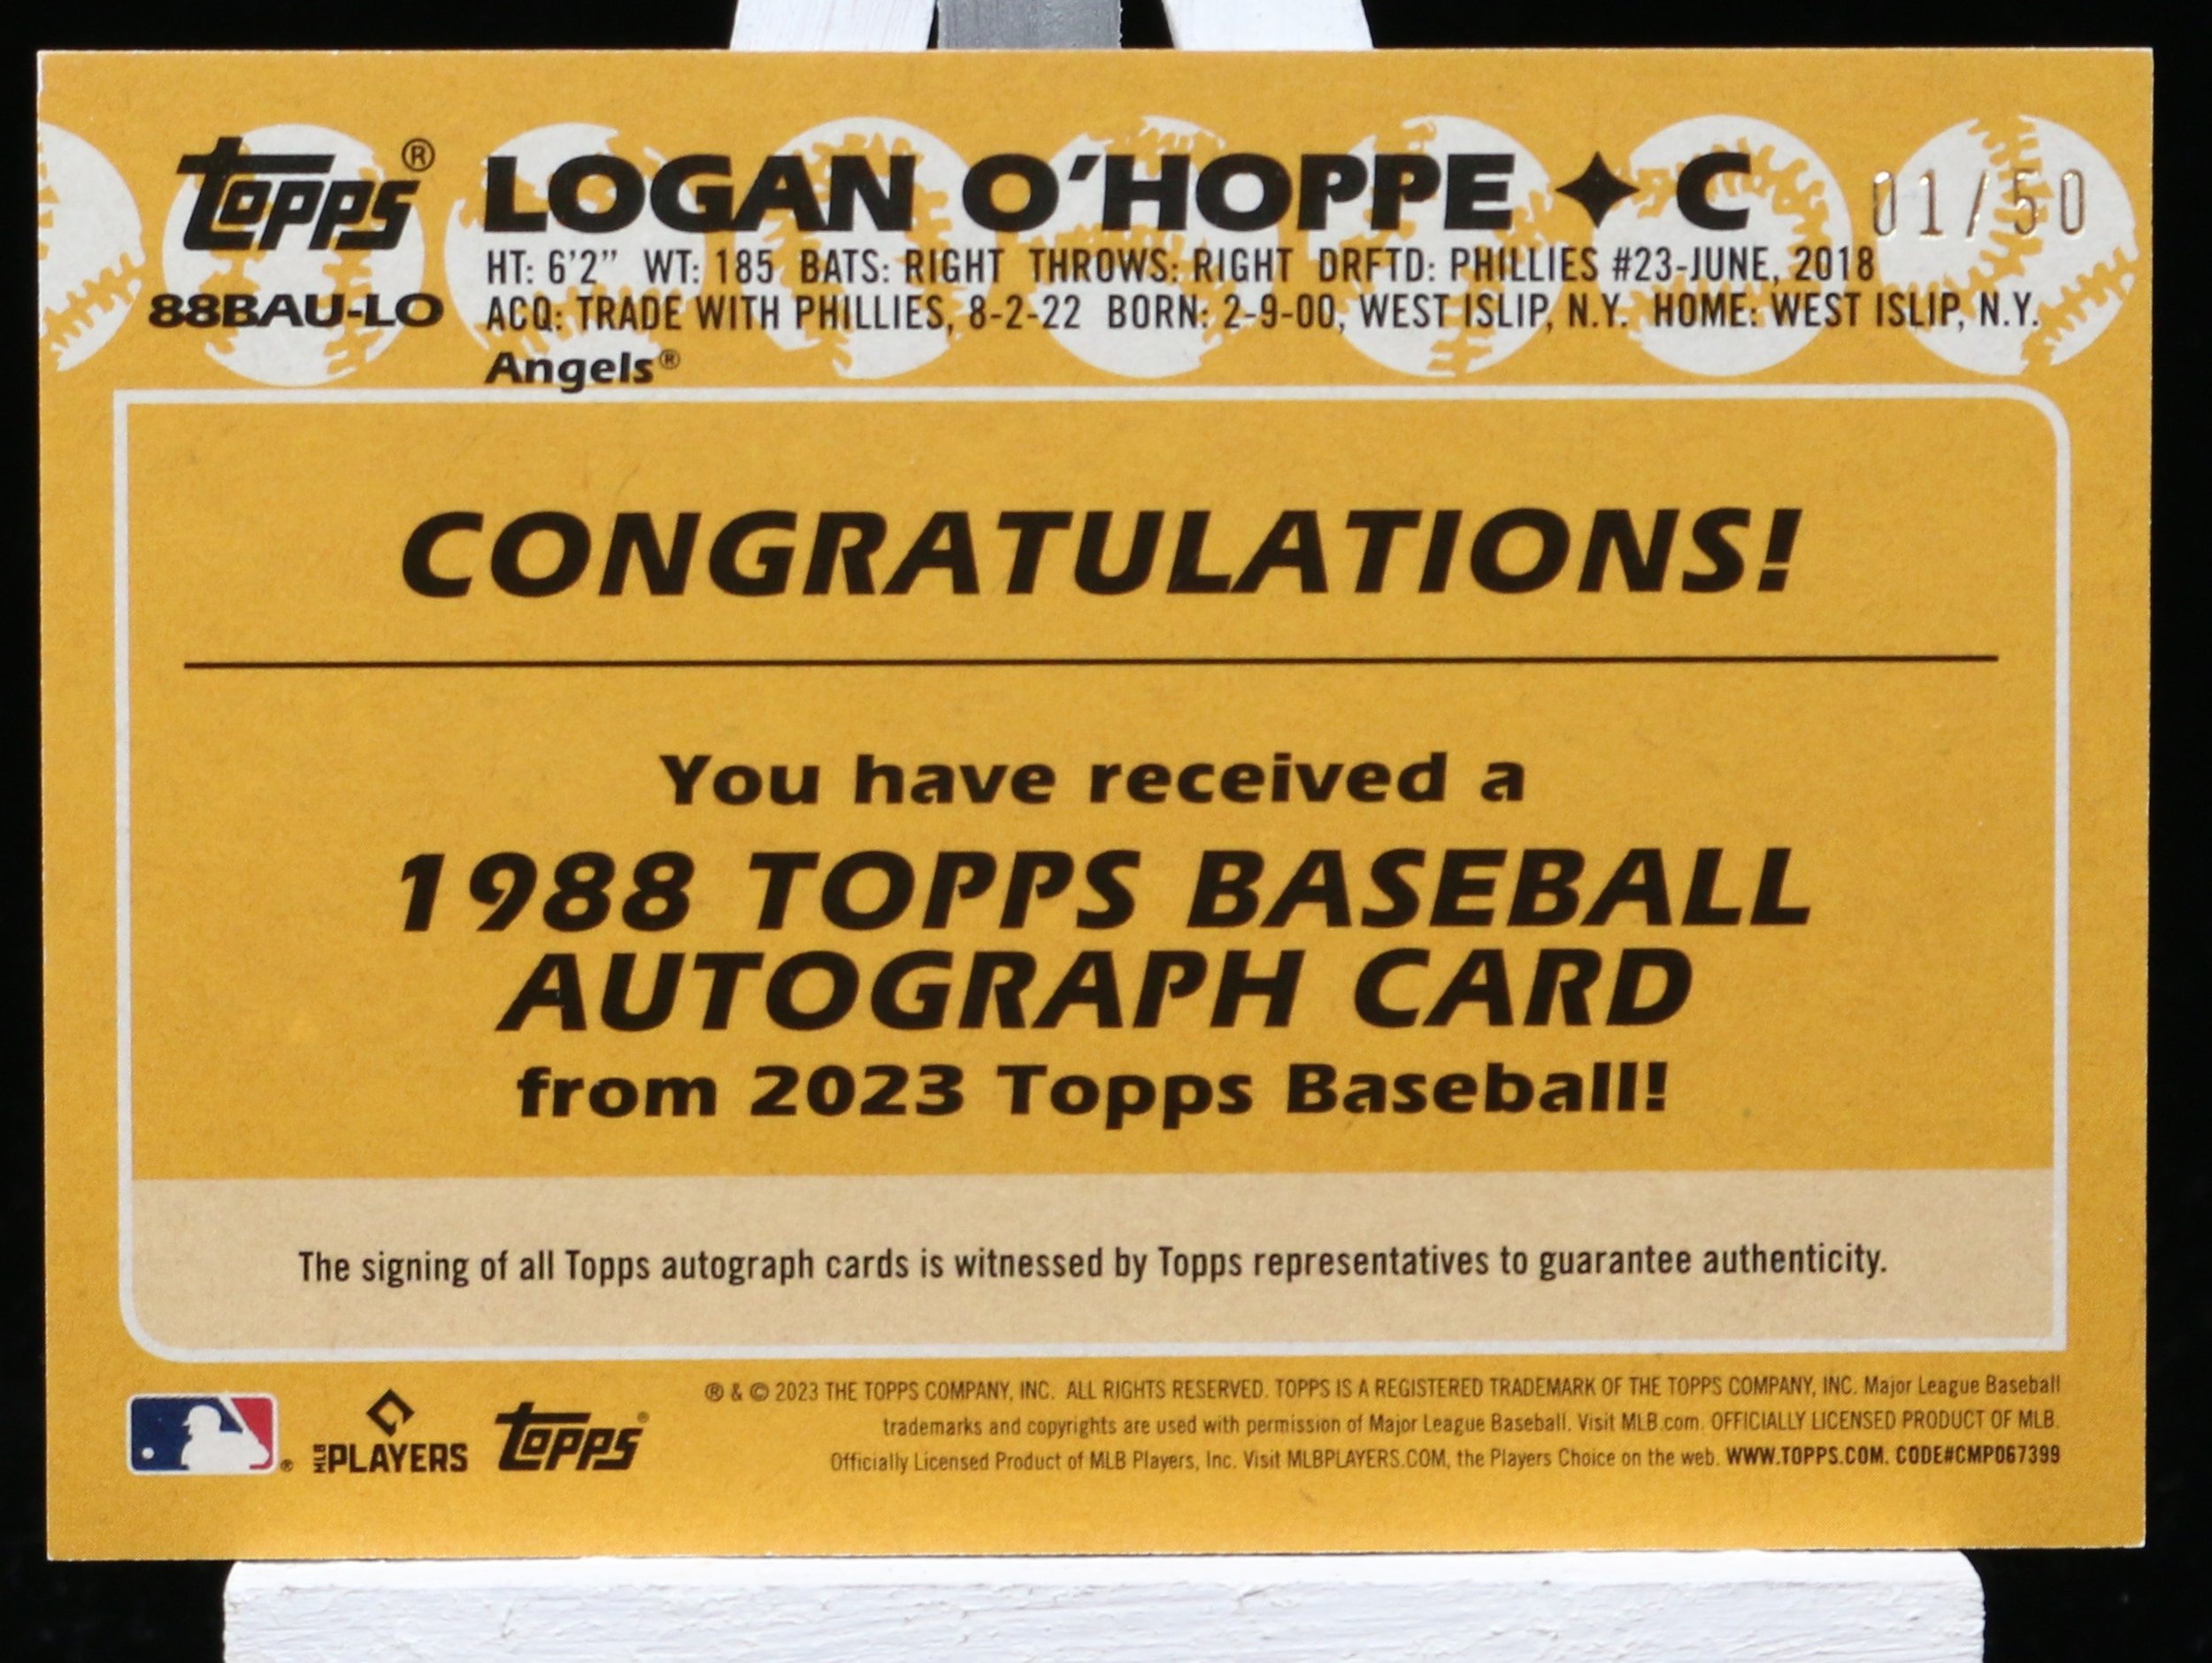 Topps® LOGAN O'HOPPE ✦ C 01/50
88BAU-LO
HT: 6'2" WT: 185 BATS: RIGHT THROWS: RIGHT DRFTD: PHILLIES #23-JUNE, 2018
ACQ: TRADE WITH PHILLIES, 8-2-22 BORN: 2-9-00, WEST ISLIP, N.Y. HOME: WEST ISLIP, N.Y.
Angels®
CONGRATULATIONS!
You have received a
1988 TOPPS BASEBALL
AUTOGRAPH CARD
from 2023 Topps Baseball!
The signing of all Topps autograph cards is witnessed by Topps representatives to guarantee authenticity.
® MLB PLAYERS Topps®
® & © 2023 THE TOPPS COMPANY, INC. ALL RIGHTS RESERVED. TOPPS IS A REGISTERED TRADEMARK OF THE TOPPS COMPANY, INC. Major League Baseball
trademarks and copyrights are used with permission of Major League Baseball. Visit MLB.com. OFFICIALLY LICENSED PRODUCT OF MLB.
Officially Licensed Product of MLB Players, Inc. Visit MLBPLAYERS.COM, the Players Choice on the web. WWW.TOPPS.COM. CODE#CMP067399